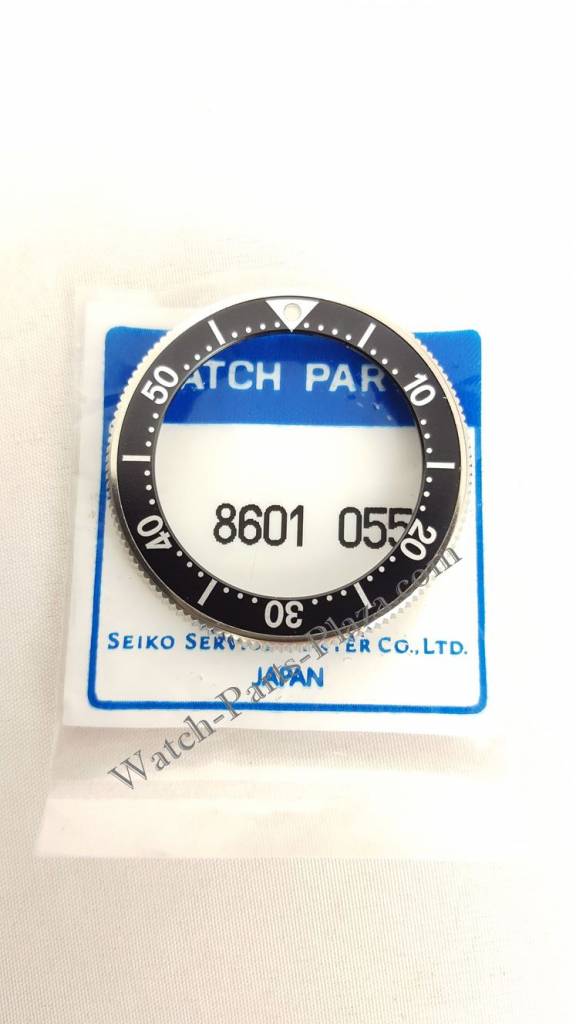 50
10
ATCH PAR
8601 055
40
20
30
SEIKO SERV TER CO., LTD.
JAPAN
Watch-Parts-Plaza.com